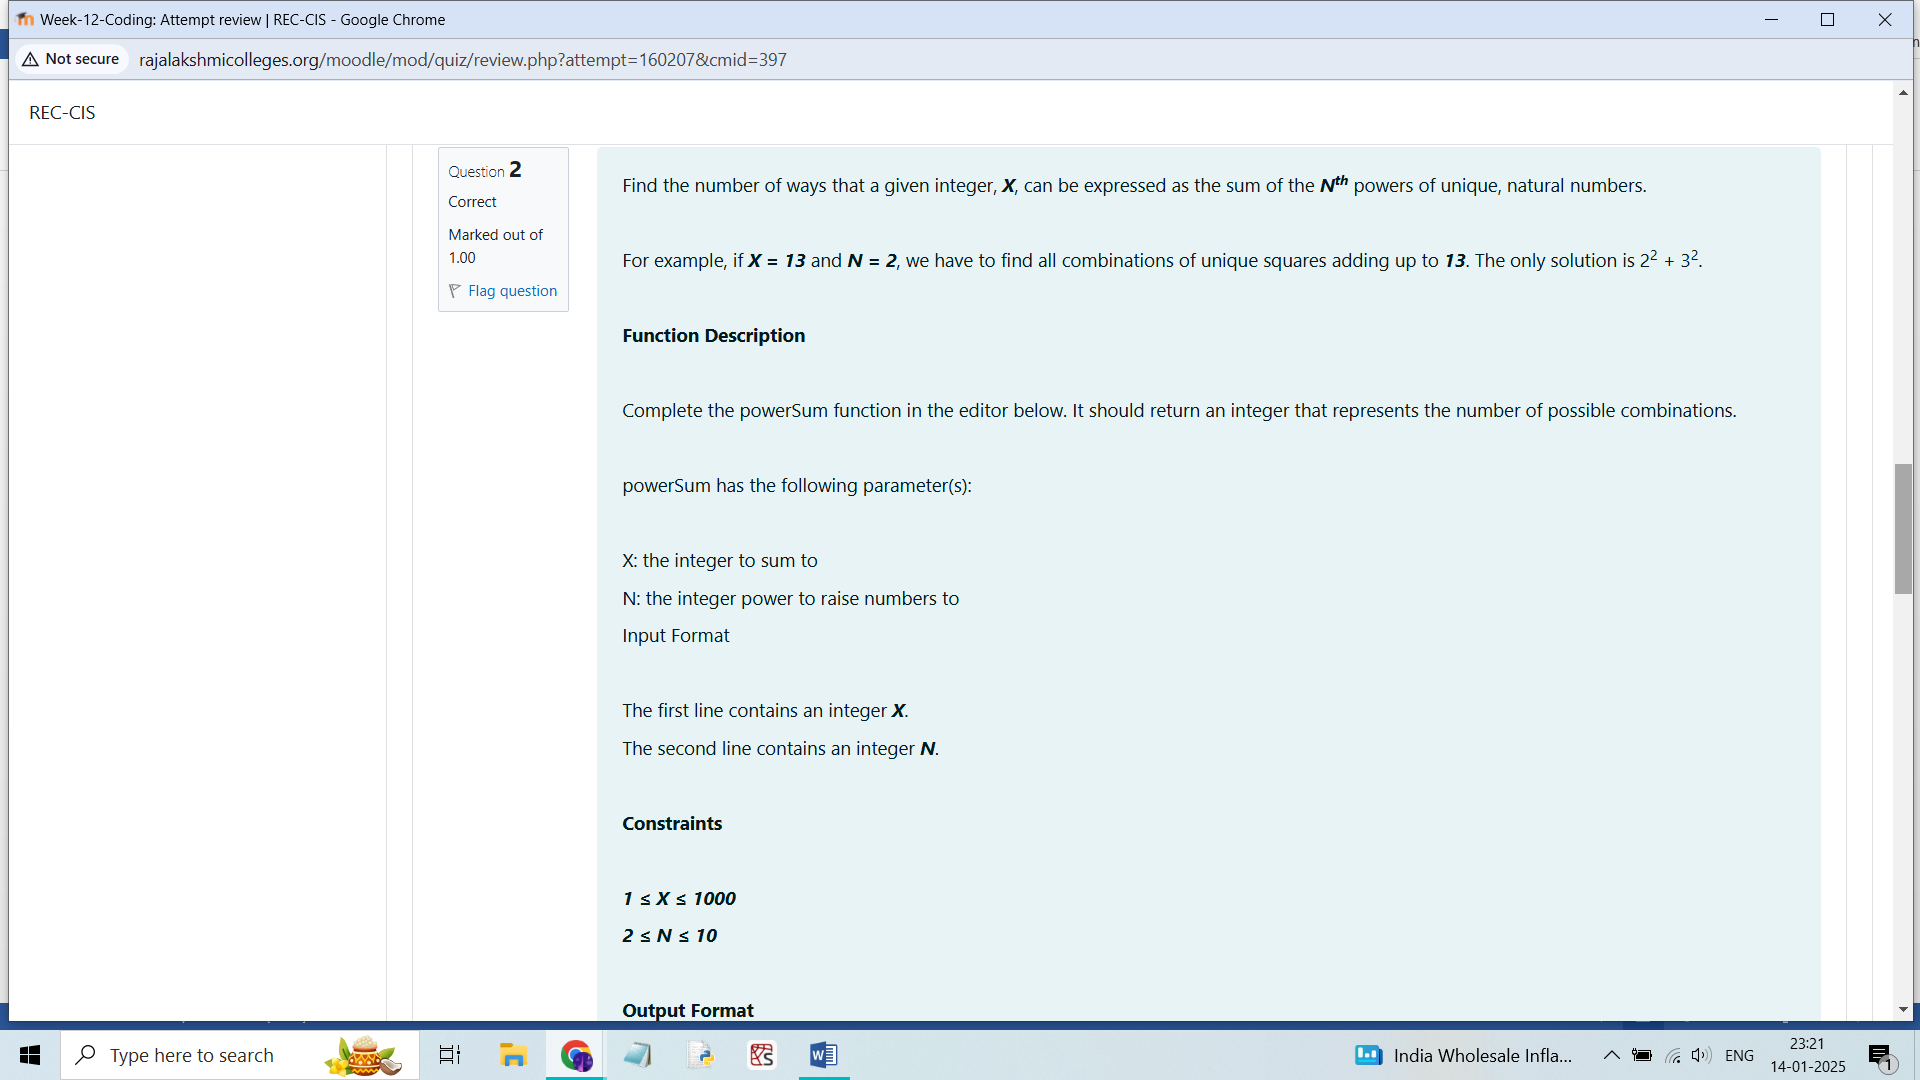 Week-12-Coding: Attempt review | REC-CIS - Google Chrome
Not secure rajalakshmicolleges.org/moodle/mod/quiz/review.php?attempt=160207&cmid=397
REC-CIS
Question 2
Correct
Marked out of
1.00
Flag question
Find the number of ways that a given integer, X, can be expressed as the sum of the Nth powers of unique, natural numbers.
For example, if X = 13 and N = 2, we have to find all combinations of unique squares adding up to 13. The only solution is 2² + 3².
Function Description
Complete the powerSum function in the editor below. It should return an integer that represents the number of possible combinations.
powerSum has the following parameter(s):
X: the integer to sum to
N: the integer power to raise numbers to
Input Format
The first line contains an integer X.
The second line contains an integer N.
Constraints
1 ≤ X ≤ 1000
2 ≤ N ≤ 10
Output Format
Type here to search
India Wholesale Infla...
ENG
23:21
14-01-2025
1